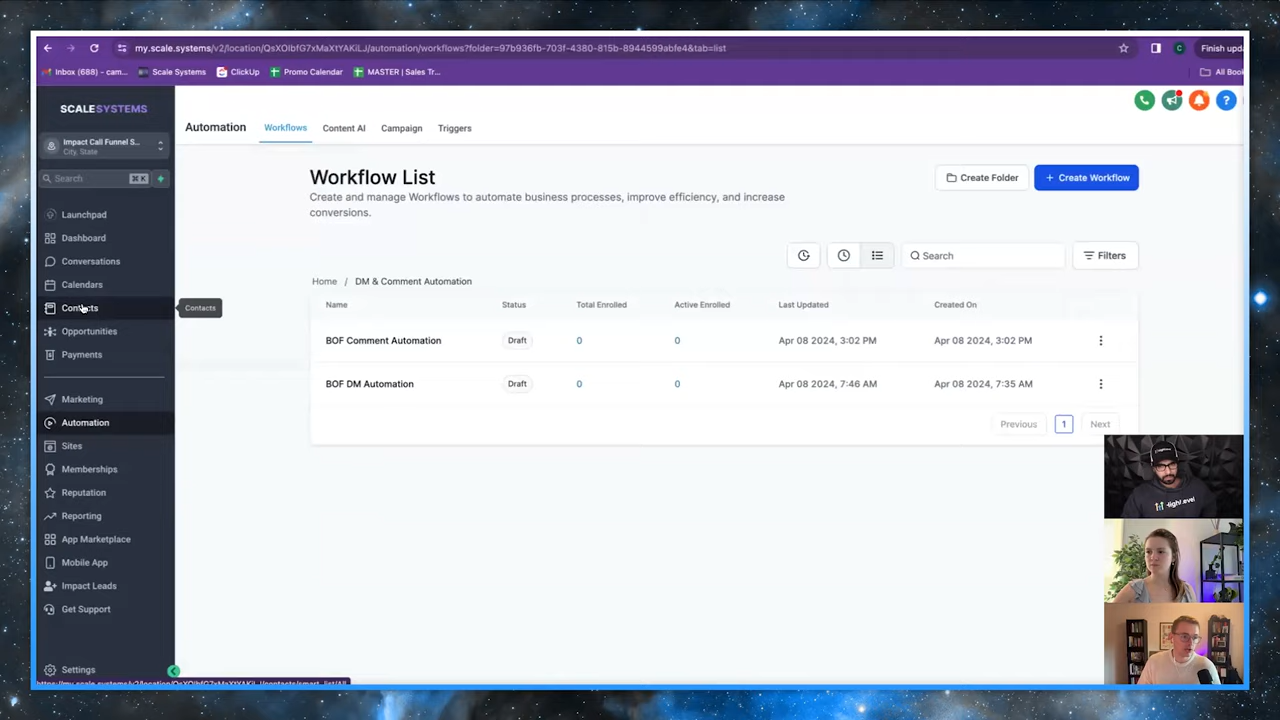 my.scale.systems/v2/location/QsXOIbfG7xMaXtYAKiLJ/automation/workflows?folder=97b936fb-703f-4380-815b-8944599abfe4&tab=list
Finish upda
Inbox (688) - cam...
Scale Systems
ClickUp
Promo Calendar
MASTER | Sales Tr...
All Book
SCALESYSTEMS
Impact Call Funnel S...
City, State
Search
⌘K
Launchpad
Dashboard
Conversations
Calendars
Contacts
Contacts
Opportunities
Payments
Marketing
Automation
Sites
Memberships
Reputation
Reporting
App Marketplace
Mobile App
Impact Leads
Get Support
Settings
Automation
Workflows
Content AI
Campaign
Triggers
Workflow List
Create and manage Workflows to automate business processes, improve efficiency, and increase
conversions.
Create Folder
+ Create Workflow
Search
Filters
Home / DM & Comment Automation
Name Status Total Enrolled Active Enrolled Last Updated Created On
BOF Comment Automation Draft 0 0 Apr 08 2024, 3:02 PM Apr 08 2024, 3:02 PM
BOF DM Automation Draft 0 0 Apr 08 2024, 7:46 AM Apr 08 2024, 7:35 AM
Previous 1 Next